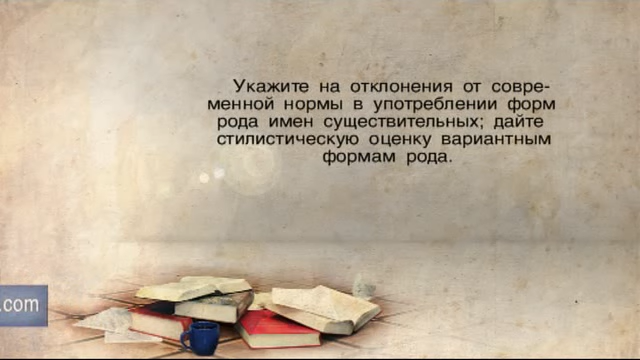 Укажите на отклонения от совре-
менной нормы в употреблении форм
рода имен существительных; дайте
стилистическую оценку вариантным
формам рода.
.com